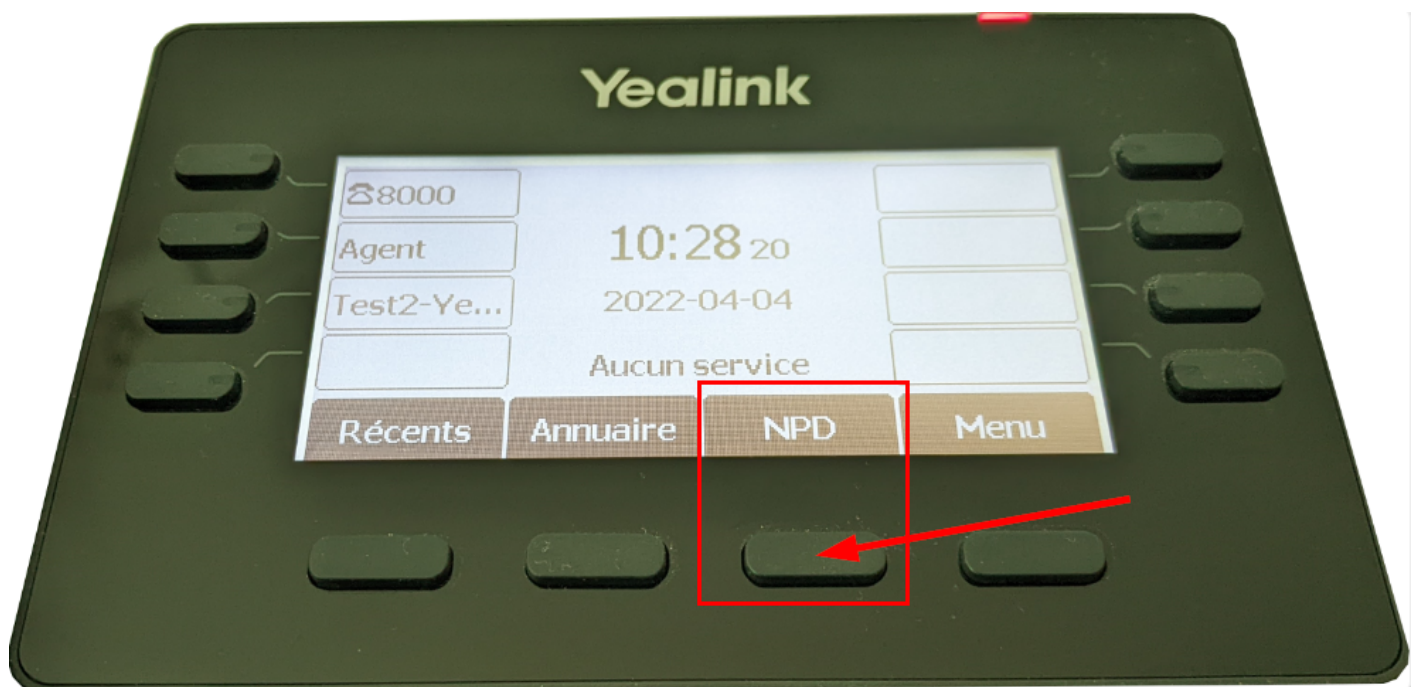 Yealink
8000
Agent
Test2-Ye...
10:28 20
2022-04-04
Aucun service
Récents
Annuaire
NPD
Menu